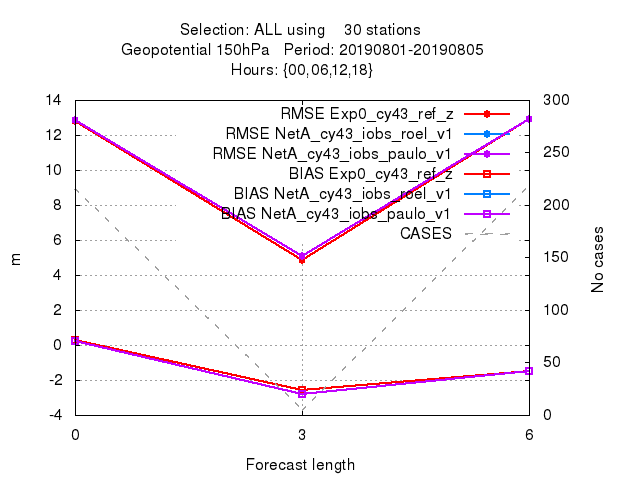 Selection: ALL using    30 stations
Geopotential 150hPa   Period: 20190801-20190805
Hours: {00,06,12,18}
14 300
RMSE Exp0_cy43_ref_z
12 RMSE NetA_cy43_iobs_roel_v1
RMSE NetA_cy43_iobs_paulo_v1 250
10 BIAS Exp0_cy43_ref_z
BIAS NetA_cy43_iobs_roel_v1
8 200
BIAS NetA_cy43_iobs_paulo_v1
CASES
6
m 150 No cases
4
2 100
0
50
-2
-4 0
0 3 6
Forecast length